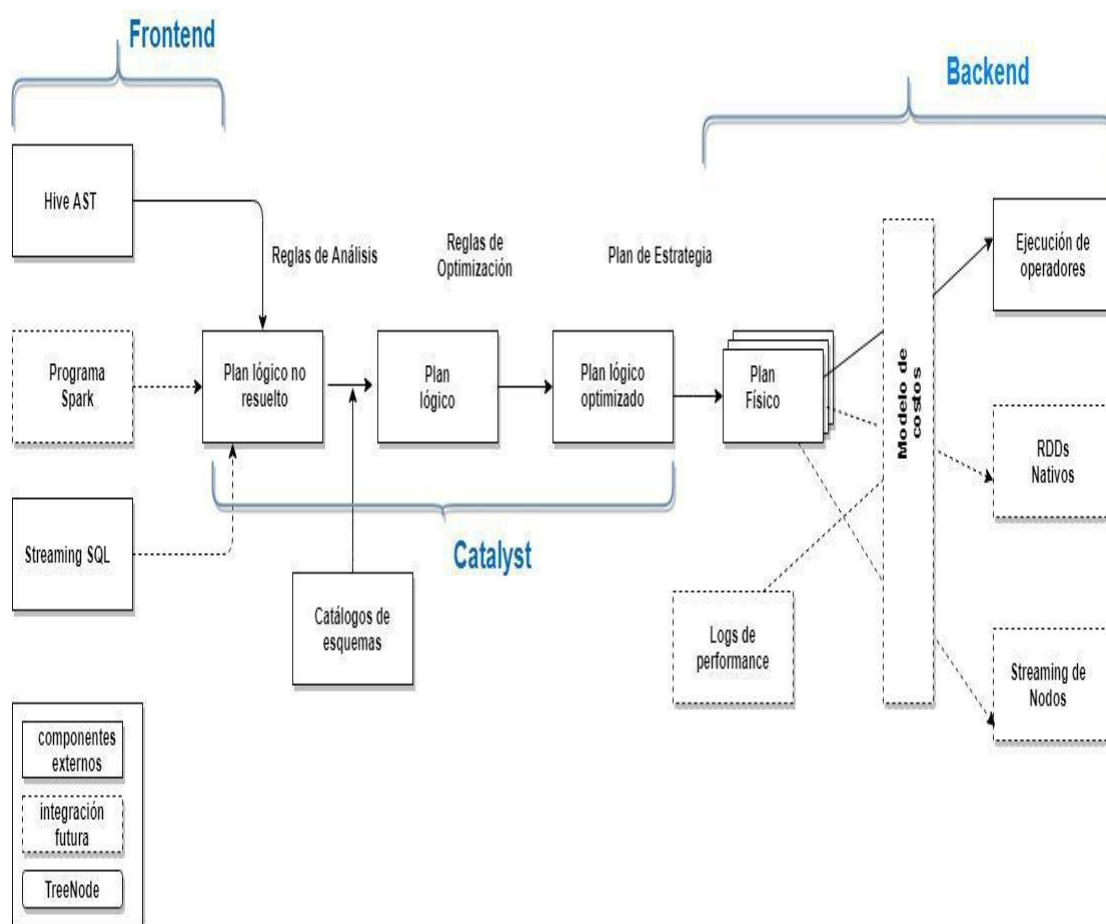 Frontend
Backend
Hive AST
Reglas de Análisis
Reglas de
Optimización
Plan de Estrategia
Ejecución de
operadores
Programa
Spark
Plan lógico no
resuelto
Plan
lógico
Plan lógico
optimizado
Plan
Físico
Modelo de
costos
RDDs
Nativos
Streaming SQL
Catalyst
Catálogos de
esquemas
Logs de
performance
Streaming de
Nodos
componentes
externos
integración
futura
TreeNode